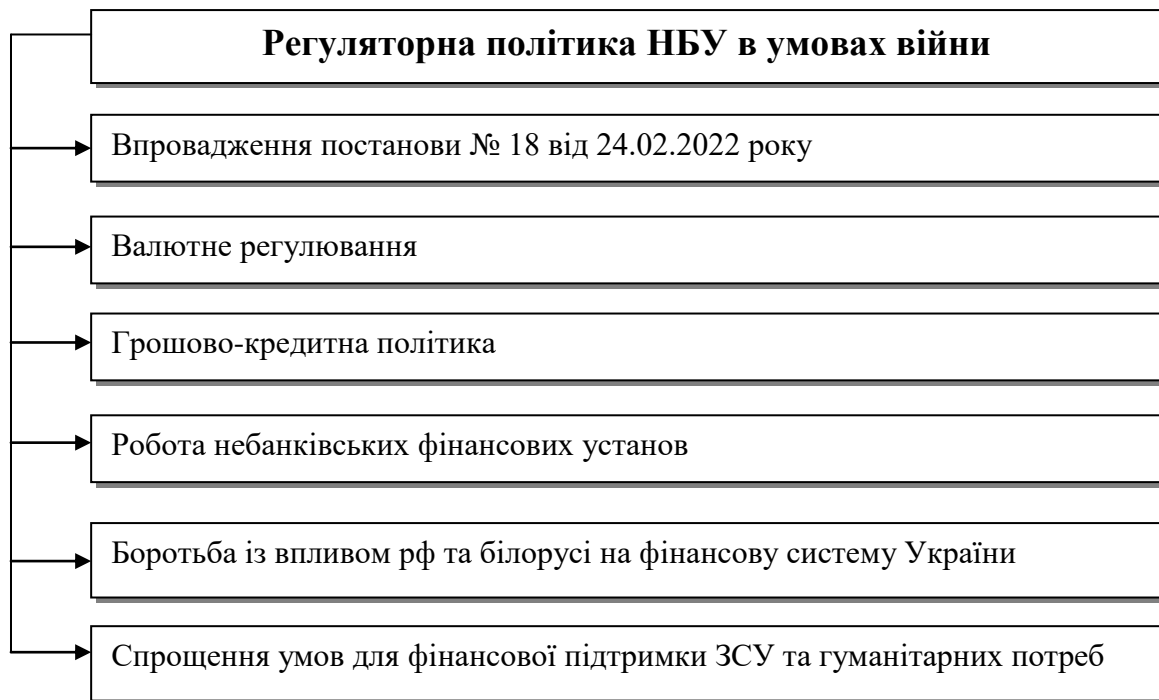 Регуляторна політика НБУ в умовах війни
Впровадження постанови № 18 від 24.02.2022 року
Валютне регулювання
Грошово-кредитна політика
Робота небанківських фінансових установ
Боротьба із впливом рф та білорусі на фінансову систему України
Спрощення умов для фінансової підтримки ЗСУ та гуманітарних потреб